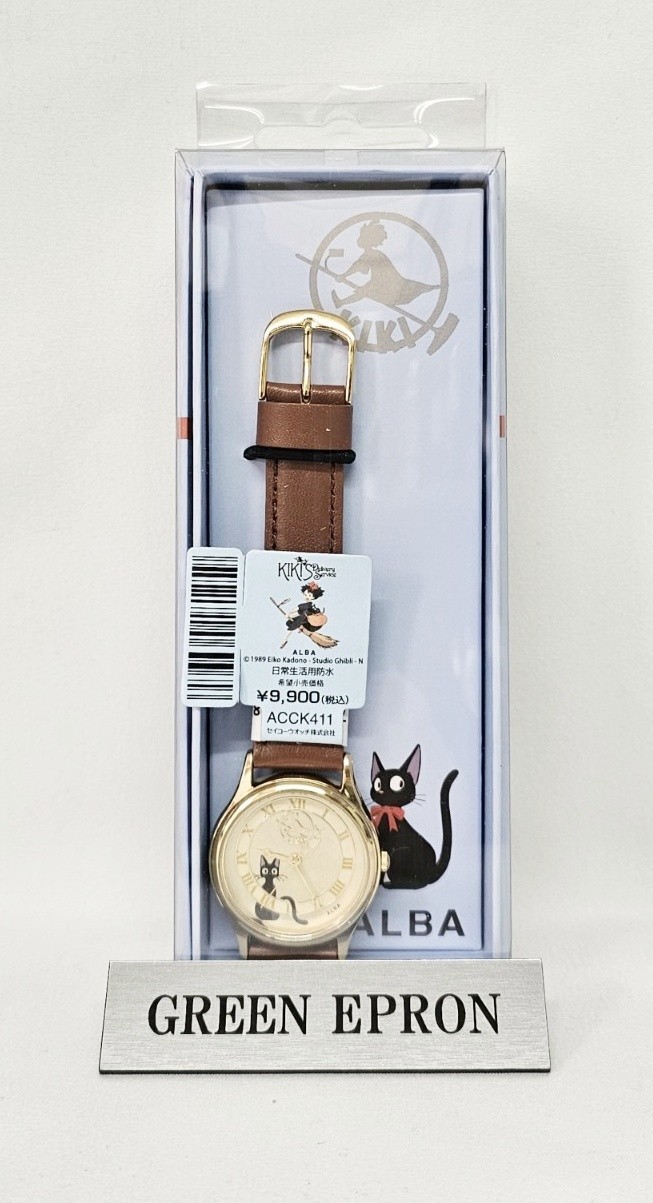 KIKI
KIKI'S Delivery Service
ALBA
© 1989 Eiko Kadono - Studio Ghibli - N
日常生活用防水
希望小売価格
¥9,900(税込)
ACCK411
セイコーウオッチ株式会社
XII
ALBA
ALBA
GREEN EPRON